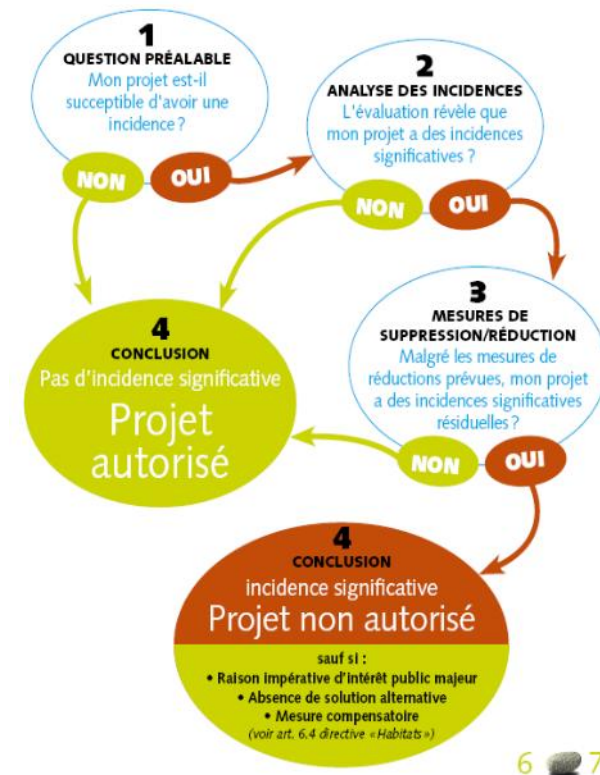 1
QUESTION PRÉALABLE
Mon projet est-il
succeptible d'avoir une
incidence ?
NON
OUI
2
ANALYSE DES INCIDENCES
L'évaluation révèle que
mon projet a des incidences
significatives ?
NON
OUI
3
MESURES DE
SUPPRESSION/RÉDUCTION
Malgré les mesures de
réductions prévues, mon projet
a des incidences significatives
résiduelles ?
NON
OUI
4
CONCLUSION
Pas d'incidence significative
Projet
autorisé
4
CONCLUSION
incidence significative
Projet non autorisé
sauf si :
• Raison impérative d'intérêt public majeur
• Absence de solution alternative
• Mesure compensatoire
(voir art. 6.4 directive « Habitats »)
6 7